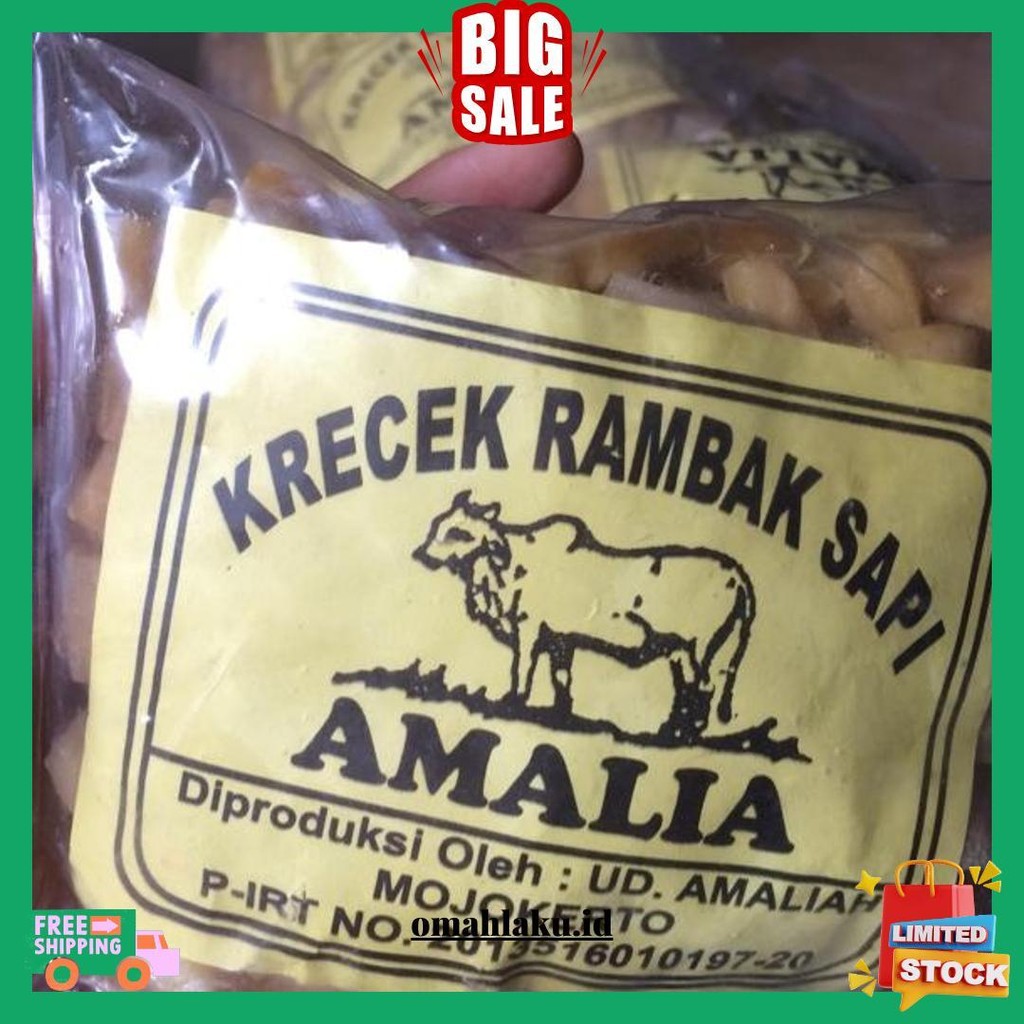 BIG
SALE
KRECEK
KRECEK RAMBAK SAPI
AMALIA
Diproduksi Oleh : UD. AMALIAH
MOJOKERTO
P-IRT NO.
omahlaku.id
FREE
SHIPPING
LIMITED
STOCK